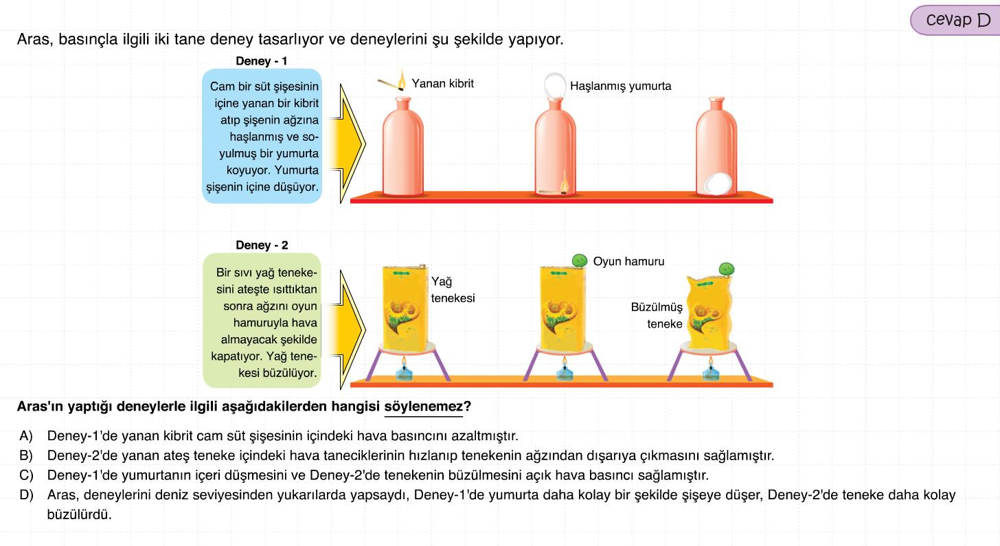 cevap D
Aras, basınçla ilgili iki tane deney tasarlıyor ve deneylerini şu şekilde yapıyor.
Deney - 1
Cam bir süt şişesinin
içine yanan bir kibrit
atıp şişenin ağzına
haşlanmış ve so-
yulmuş bir yumurta
koyuyor. Yumurta
şişenin içine düşüyor.
Yanan kibrit
Haşlanmış yumurta
Deney - 2
Bir sıvı yağ teneke-
sini ateşte ısıttıktan
sonra ağzını oyun
hamuruyla hava
almayacak şekilde
kapatıyor. Yağ tene-
kesi büzülüyor.
Yağ
tenekesi
Oyun hamuru
Büzülmüş
teneke
Aras'ın yaptığı deneylerle ilgili aşağıdakilerden hangisi söylenemez?
A) Deney-1'de yanan kibrit cam süt şişesinin içindeki hava basıncını azaltmıştır.
B) Deney-2'de yanan ateş teneke içindeki hava taneciklerinin hızlanıp tenekenin ağzından dışarıya çıkmasını sağlamıştır.
C) Deney-1'de yumurtanın içeri düşmesini ve Deney-2'de tenekenin büzülmesini açık hava basıncı sağlamıştır.
D) Aras, deneylerini deniz seviyesinden yukarılarda yapsaydı, Deney-1'de yumurta daha kolay bir şekilde şişeye düşer, Deney-2'de teneke daha kolay
büzülürdü.